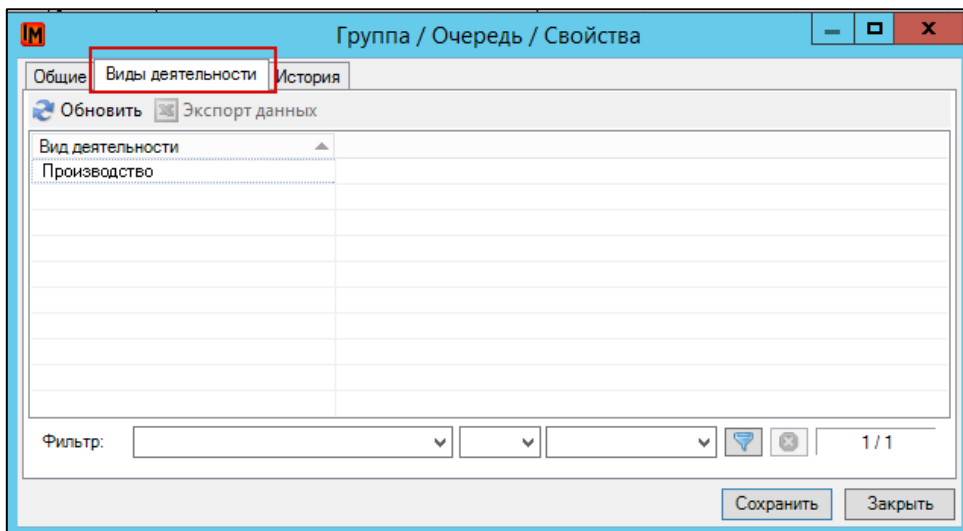 IM
Группа / Очередь / Свойства
Общие Виды деятельности История
Обновить Экспорт данных
Вид деятельности
Производство
Фильтр: 1 / 1
Сохранить Закрыть